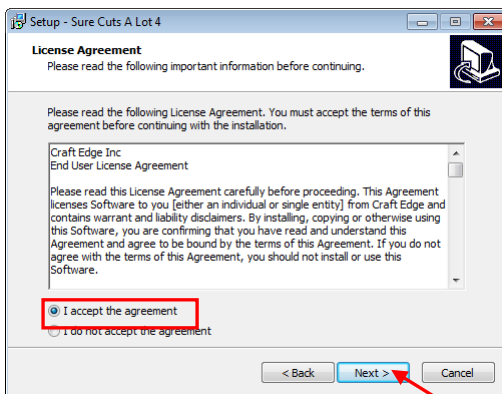 Setup - Sure Cuts A Lot 4
License Agreement
Please read the following important information before continuing.
Please read the following License Agreement. You must accept the terms of this
agreement before continuing with the installation.
Craft Edge Inc
End User License Agreement
Please read this License Agreement carefully before proceeding. This Agreement
licenses Software to you [either an individual or single entity] from Craft Edge and
contains warrant and liability disclaimers. By installing, copying or otherwise using
this Software, you are confirming that you have read and understand this
Agreement and agree to be bound by the terms of this Agreement. If you do not
agree with the terms of this Agreement, you should not install or use this
Software.
I accept the agreement
I do not accept the agreement
< Back Next > Cancel